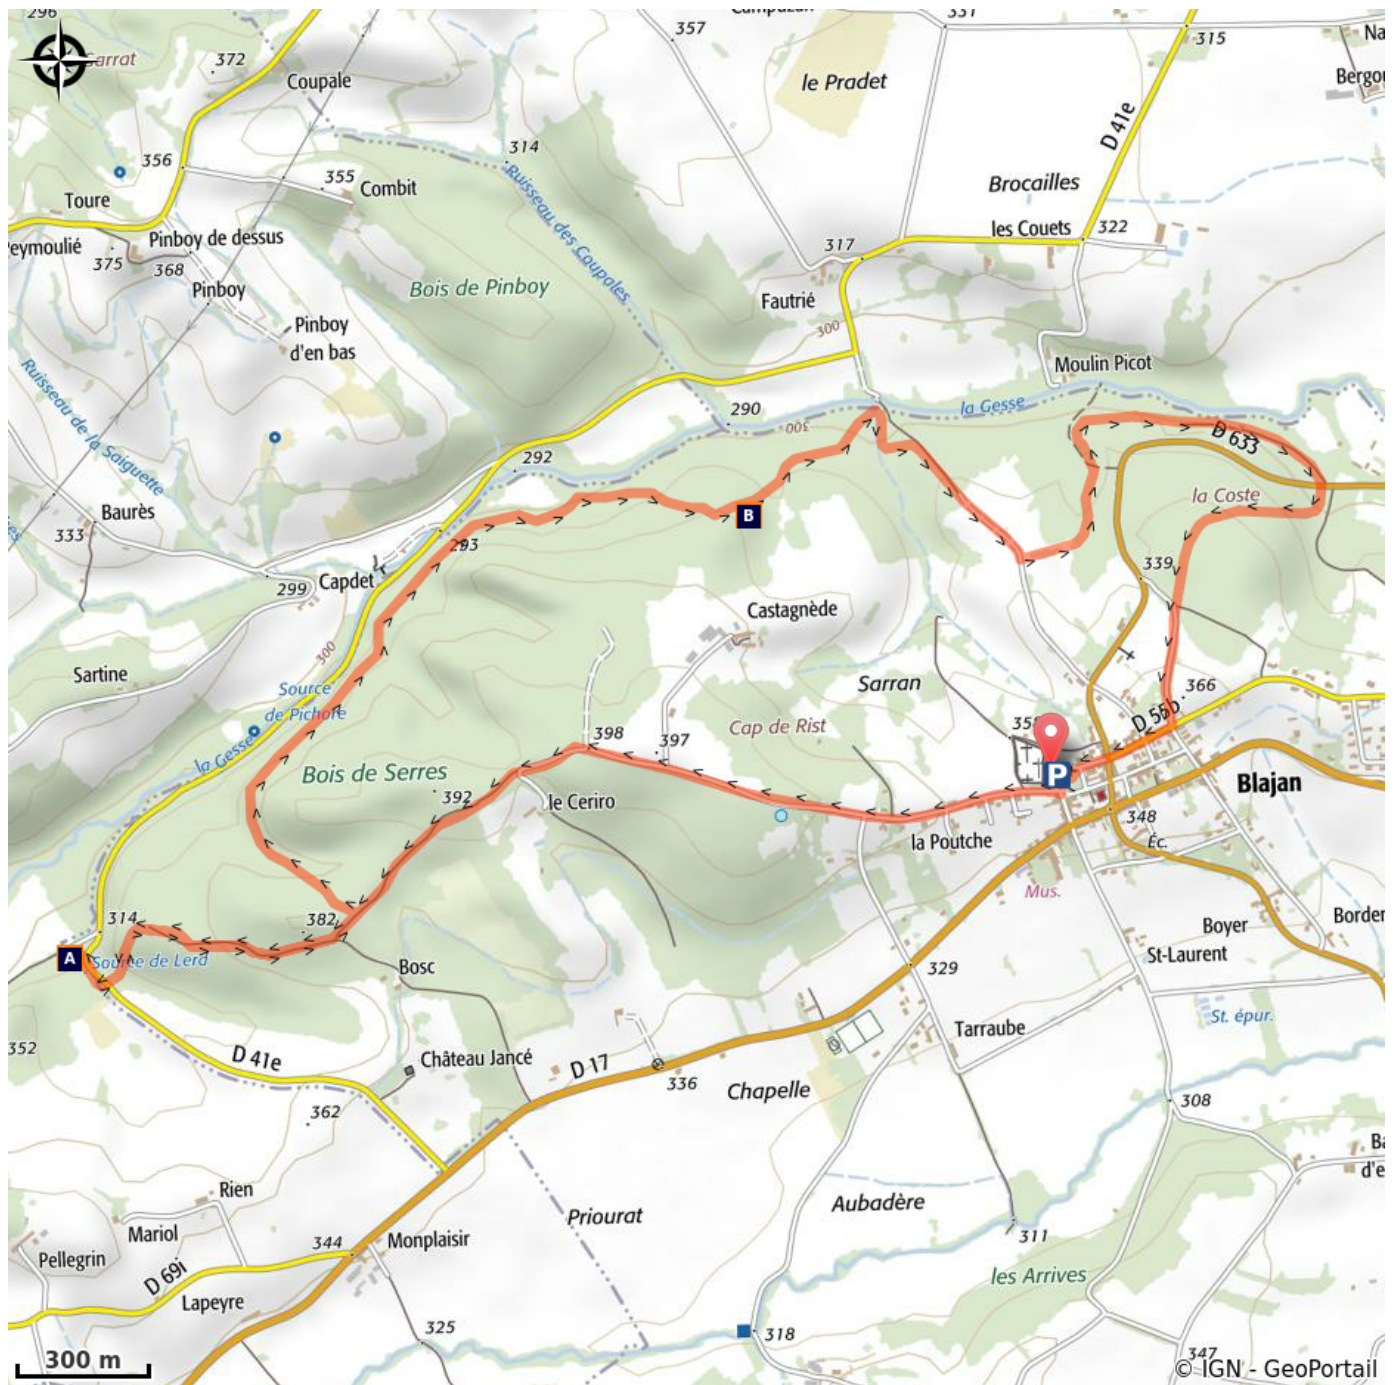 296
Sarrat
372
Coupale
357
331
315
le Pradet
D 41e
314
356
355
Combit
Toure
Ruisseau des Coupales
Brocailles
les Couets
322
Peymoulié
Pinboy de dessus
375
368
Pinboy
317
Bois de Pinboy
Fautrié
300
Pinboy
d'en bas
Moulin Picot
Ruisseau de la Saiguette
290
la Gesse
300
D 633
292
la Coste
Baurès
B
333
293
339
Capdet
299
Castagnède
300
Sartine
Sarran
Source
de Pichore
366
Cap de Rist
D 55b
398
397
la Gesse
Bois de Serres
P
Blajan
392
le Ceriro
348
la Poutche
Éc.
Mus.
314
382
Boyer
A
Source de Lera
Bosc
St-Laurent
329
352
D 41e
Château Jancé
Tarraube
St. épur.
D 17
336
Chapelle
308
362
Rien
Aubadère
Mariol
Priourat
311
344
Monplaisir
Pellegrin
D 69i
les Arrives
Lapeyre
325
318
347
300 m
© IGN - GeoPortail